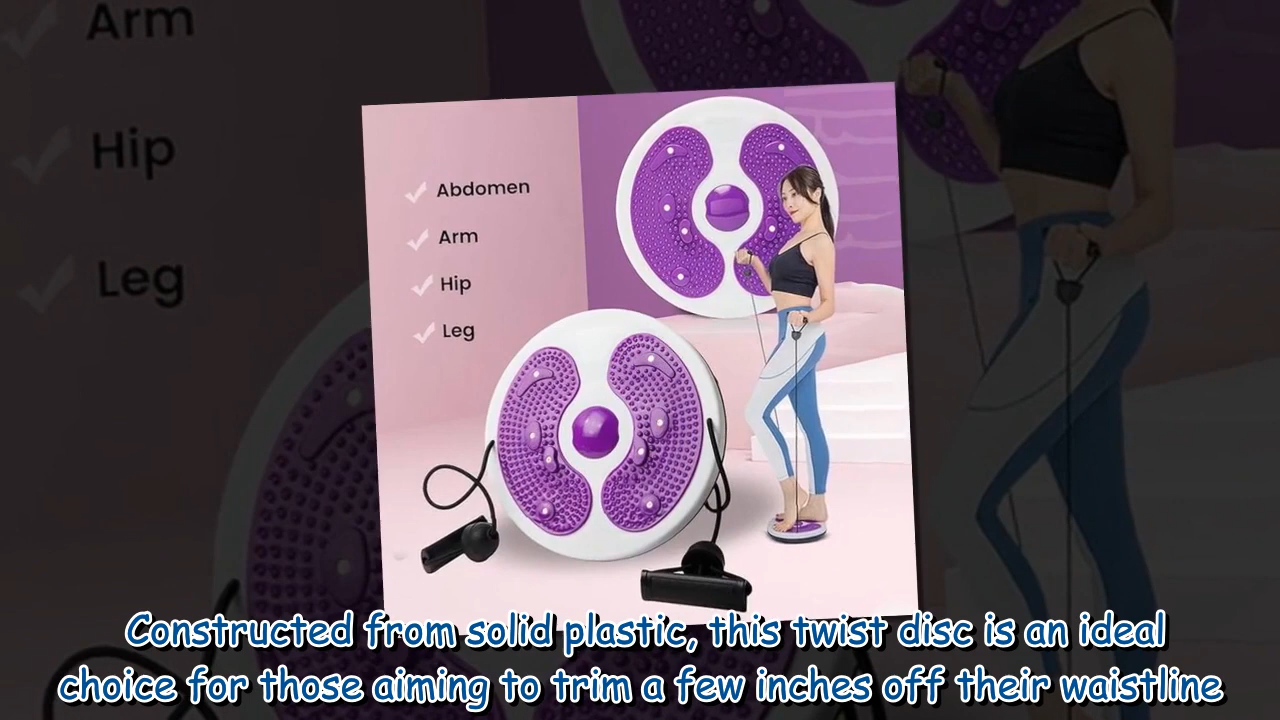 Arm
Hip
Leg
Abdomen
Arm
Hip
Leg
Constructed from solid plastic, this twist disc is an ideal
choice for those aiming to trim a few inches off their waistline